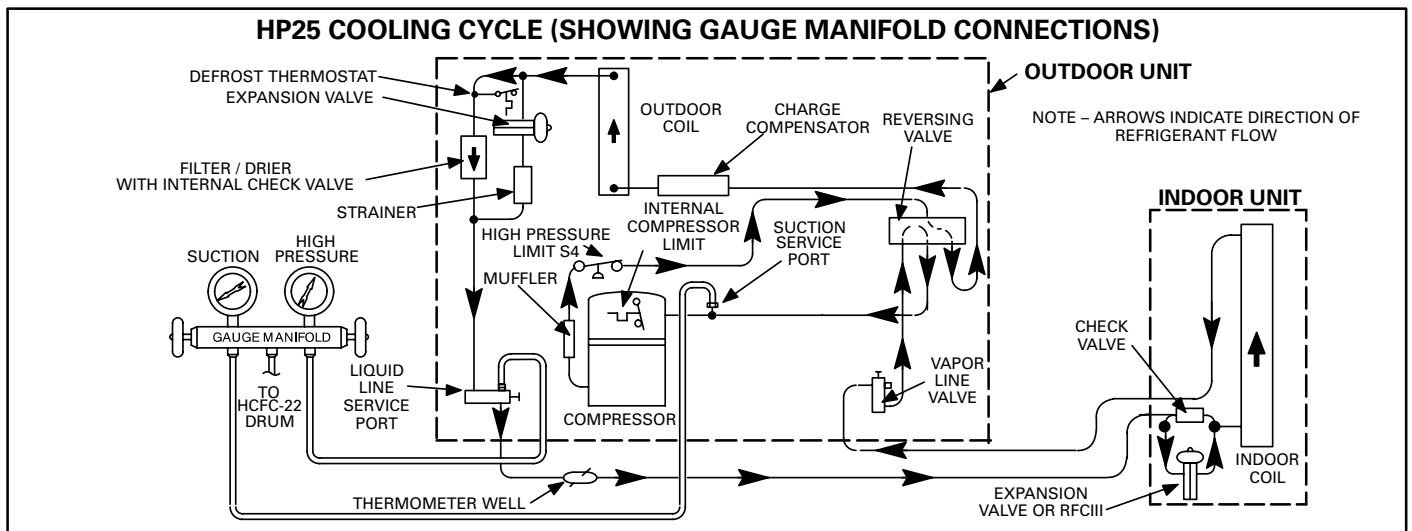 HP25 COOLING CYCLE (SHOWING GAUGE MANIFOLD CONNECTIONS)
DEFROST THERMOSTAT
EXPANSION VALVE
FILTER / DRIER
WITH INTERNAL CHECK VALVE
STRAINER
OUTDOOR
COIL
CHARGE
COMPENSATOR
REVERSING
VALVE
OUTDOOR UNIT
NOTE – ARROWS INDICATE DIRECTION OF
REFRIGERANT FLOW
INDOOR UNIT
SUCTION
HIGH
PRESSURE
GAUGE MANIFOLD
TO
HCFC-22
DRUM
HIGH PRESSURE
LIMIT S4
INTERNAL
COMPRESSOR
LIMIT
SUCTION
SERVICE
PORT
MUFFLER
LIQUID
LINE
SERVICE
PORT
COMPRESSOR
VAPOR
LINE
VALVE
CHECK
VALVE
THERMOMETER WELL
EXPANSION
VALVE OR RFCIII
INDOOR
COIL